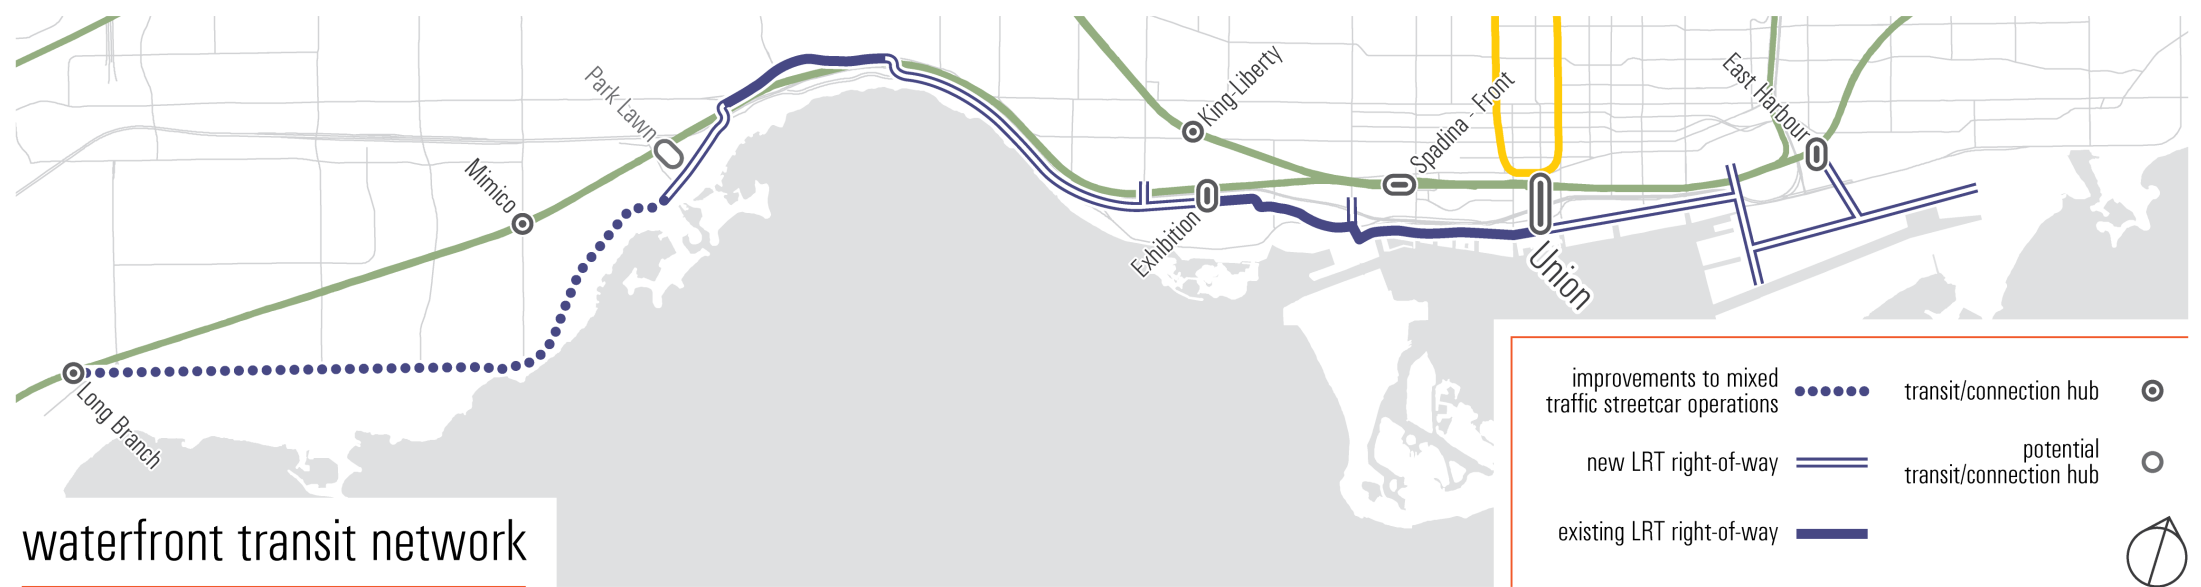 Park Lawn
Mimico
Long Branch
King-Liberty
Exhibition
Spadina - Front
Union
East Harbour
improvements to mixed
traffic streetcar operations
new LRT right-of-way
existing LRT right-of-way
transit/connection hub
potential
transit/connection hub
waterfront transit network